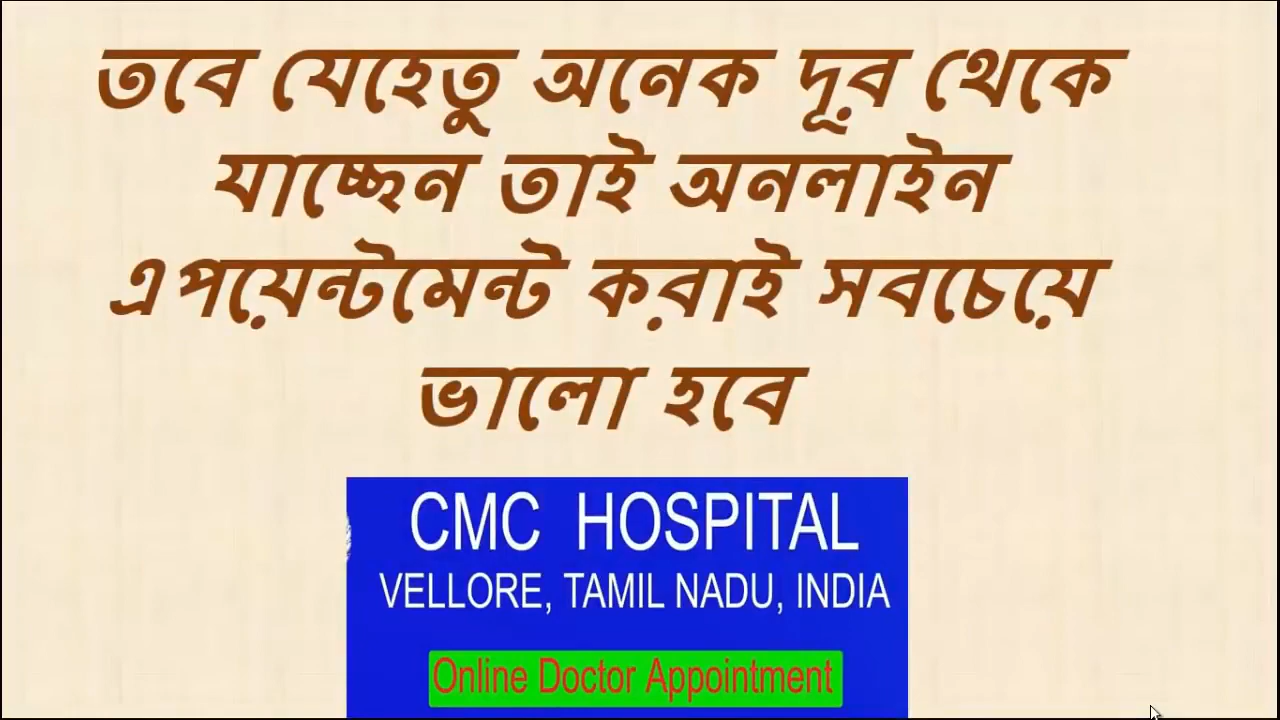 তবে যেহেতু অনেক দূর থেকে
যাচ্ছেন তাই অনলাইন
এপয়েন্টমেন্ট করাই সবচেয়ে
ভালো হবে
CMC HOSPITAL
VELLORE, TAMIL NADU, INDIA
Online Doctor Appointment